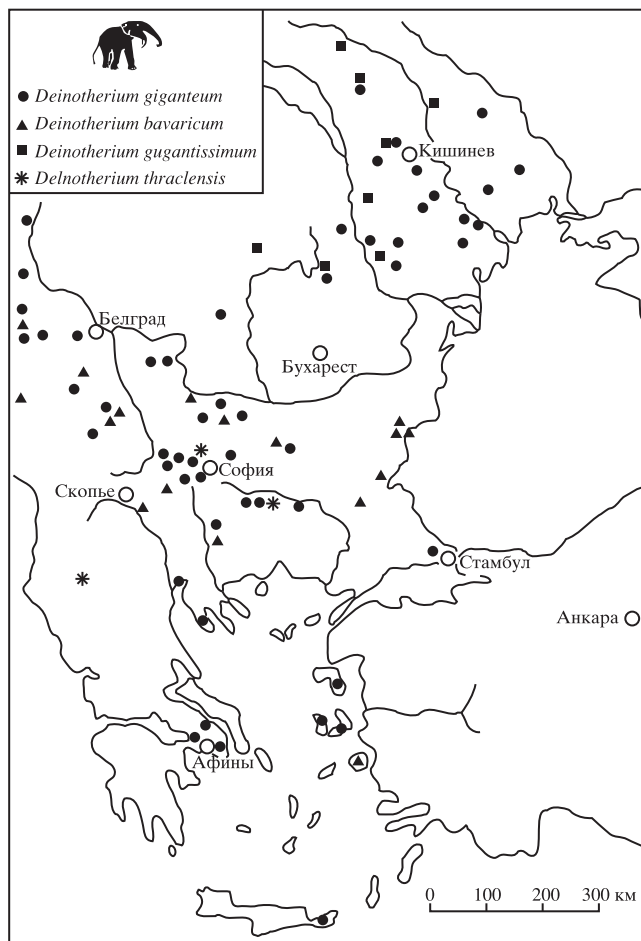 Deinotherium giganteum
Deinotherium bavaricum
Deinotherium gugantissimum
Delnotherium thraclensis
Кишинев
Белград
Бухарест
София
Скопье
Стамбул
Анкара
Афины
0 100 200 300 км